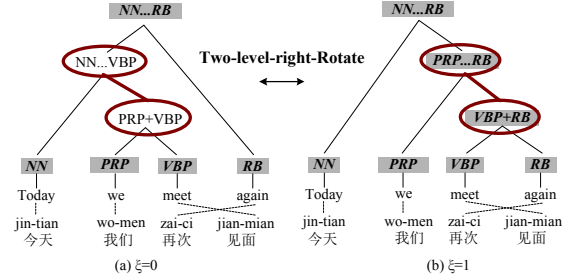 NN...RB
NN...VBP
PRP+VBP
NN PRP VBP RB
Today we meet again
jin-tian wo-men zai-ci jian-mian
今天 我们 再次 见面
(a) ξ=0
Two-level-right-Rotate
NN...RB
PRP...RB
VBP+RB
NN PRP VBP RB
Today we meet again
jin-tian wo-men zai-ci jian-mian
今天 我们 再次 见面
(b) ξ=1